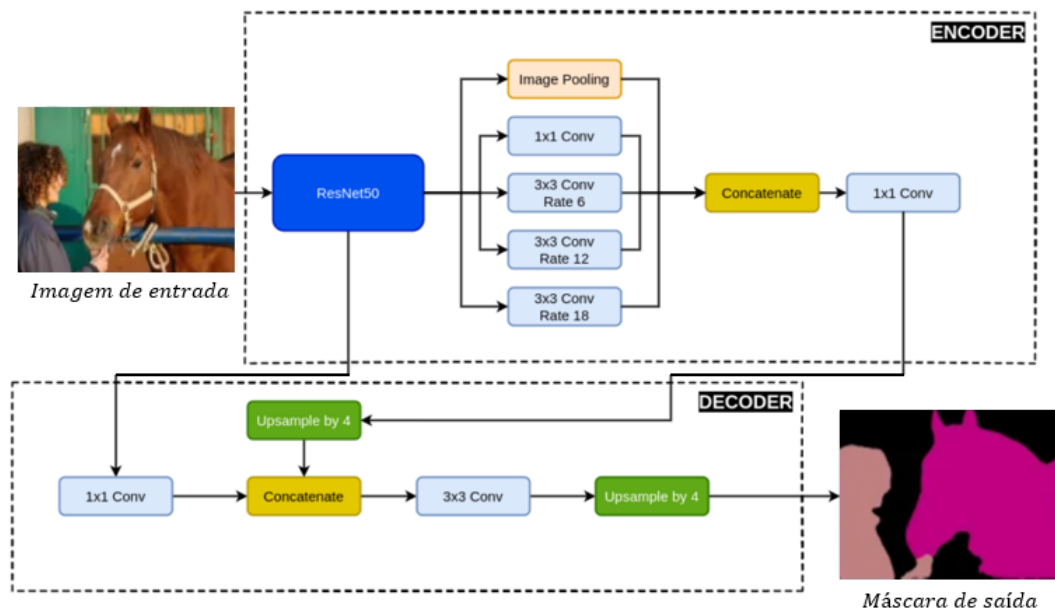 ENCODER
Image Pooling
1x1 Conv
ResNet50
3x3 Conv
Rate 6
Concatenate
1x1 Conv
3x3 Conv
Rate 12
3x3 Conv
Rate 18
Imagem de entrada
DECODER
Upsample by 4
1x1 Conv
Concatenate
3x3 Conv
Upsample by 4
Máscara de saída